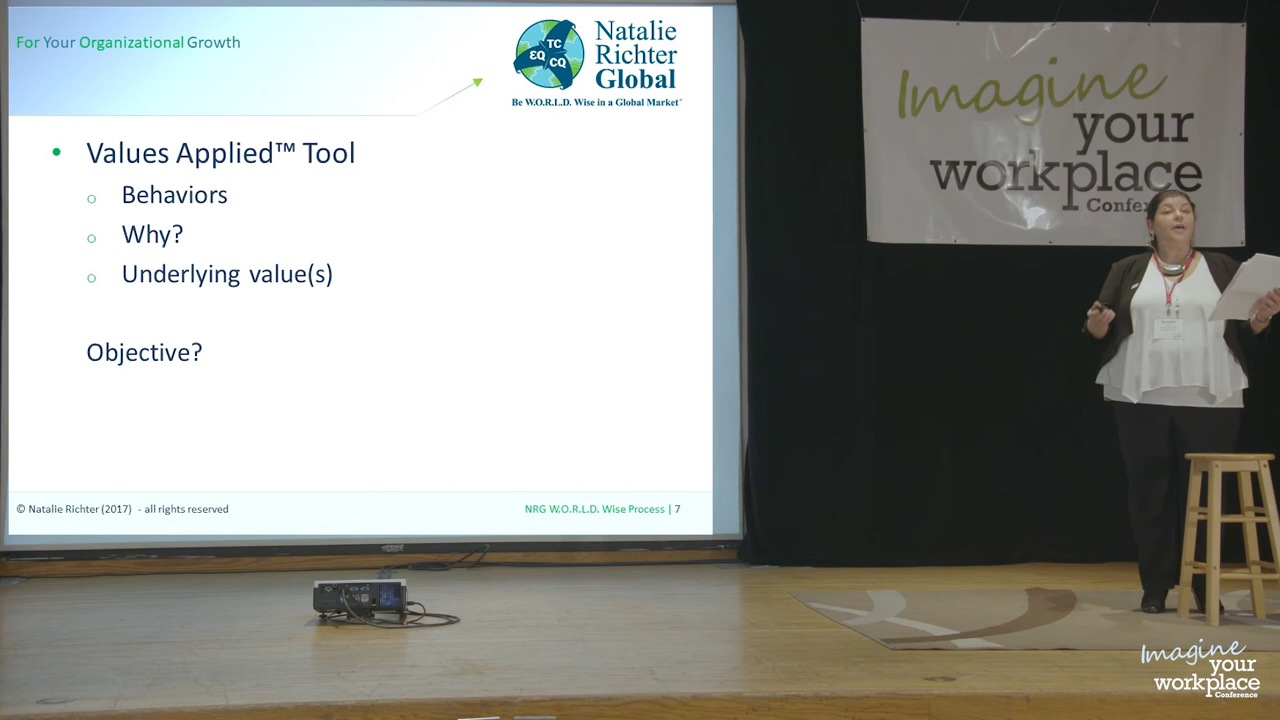 For Your Organizational Growth
TC
EQ CQ
Natalie
Richter
Global
Be W.O.R.L.D. Wise in a Global Market™
• Values Applied™ Tool
o Behaviors
o Why?
o Underlying value(s)
Objective?
© Natalie Richter (2017) - all rights reserved
NRG W.O.R.L.D. Wise Process | 7
Imagine
your
workplace
Confe
Imagine
your
workplace
Conference